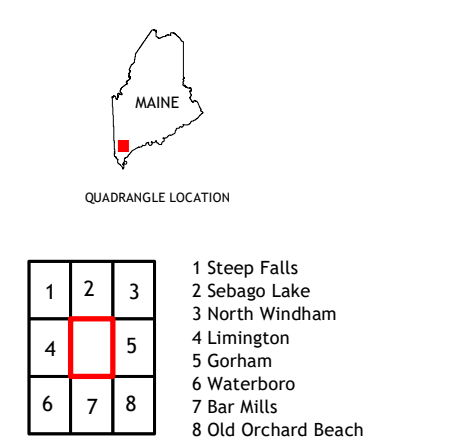 MAINE
QUADRANGLE LOCATION
1 2 3
4 5
6 7 8
1 Steep Falls
2 Sebago Lake
3 North Windham
4 Limington
5 Gorham
6 Waterboro
7 Bar Mills
8 Old Orchard Beach